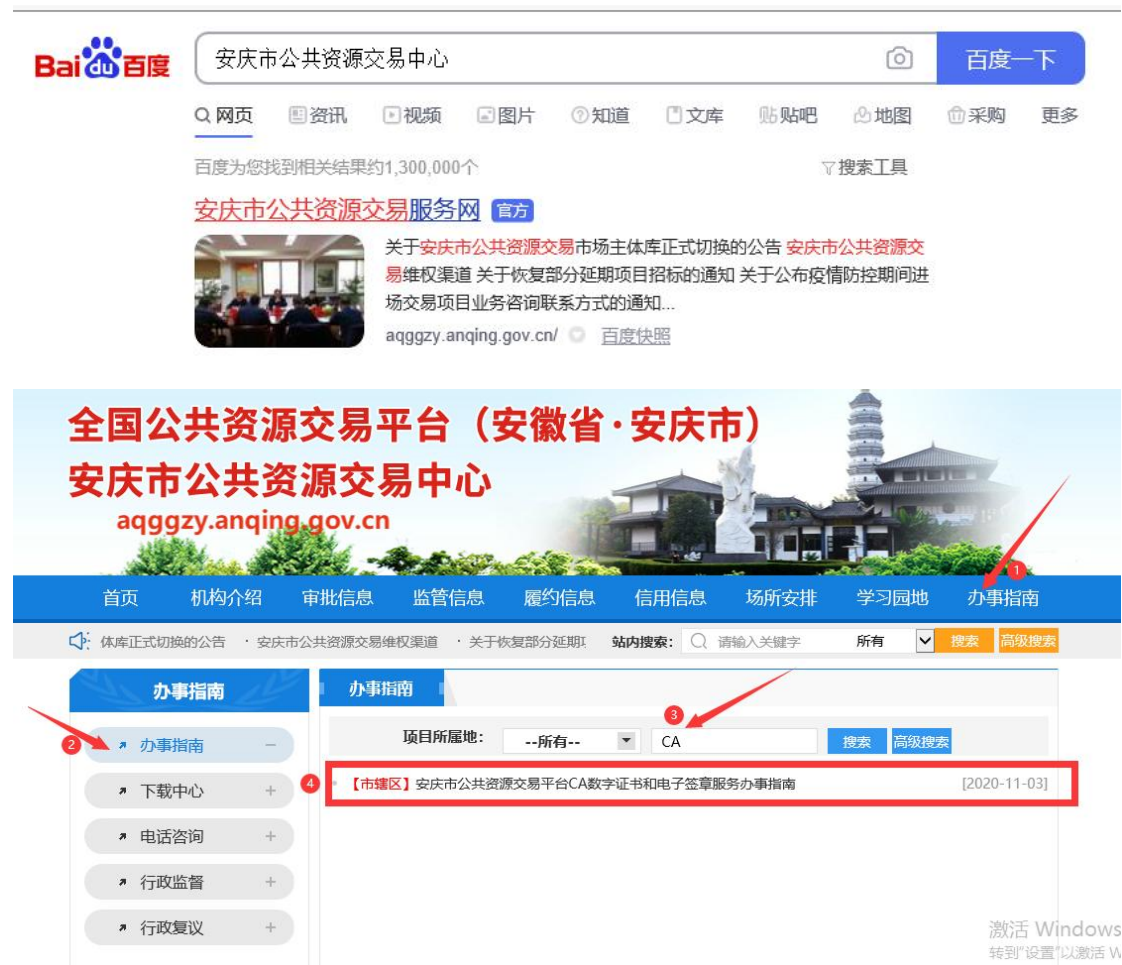 Bai du 百度
安庆市公共资源交易中心
百度一下
网页 资讯 视频 图片 知道 文库 贴吧 地图 采购 更多
百度为您找到相关结果约1,300,000个
搜索工具
安庆市公共资源交易服务网 官方
关于安庆市公共资源交易市场主体库正式切换的公告 安庆市公共资源交
易维权渠道 关于恢复部分延期项目招标的通知 关于公布疫情防控期间进
场交易项目业务咨询联系方式的通知...
aqggzy.anqing.gov.cn/ 百度快照
全国公共资源交易平台（安徽省·安庆市）
安庆市公共资源交易中心
aqggzy.anqing.gov.cn
1
首页 机构介绍 审批信息 监管信息 履约信息 信用信息 场所安排 学习园地 办事指南
体库正式切换的公告 ·安庆市公共资源交易维权渠道 ·关于恢复部分延期 站内搜索： 请输入关键字 所有 搜索 高级搜索
办事指南
办事指南
3
2 办事指南
项目所属地： --所有-- CA 搜索 高级搜索
4 【市辖区】安庆市公共资源交易平台CA数字证书和电子签章服务办事指南 [2020-11-03]
下载中心
电话咨询
行政监督
行政复议
激活 Windows
转到"设置"以激活 W